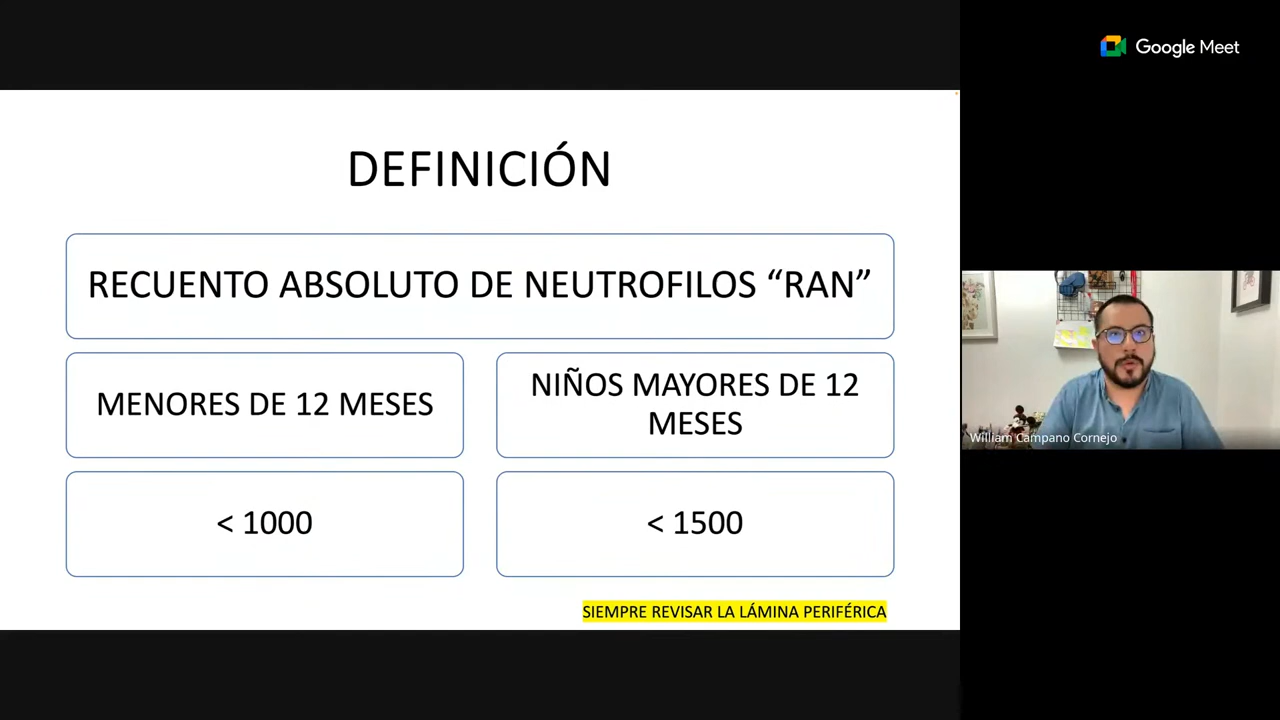 Google Meet
DEFINICIÓN
RECUENTO ABSOLUTO DE NEUTROFILOS “RAN”
MENORES DE 12 MESES
NIÑOS MAYORES DE 12
MESES
< 1000
< 1500
SIEMPRE REVISAR LA LÁMINA PERIFÉRICA
William Campano Cornejo